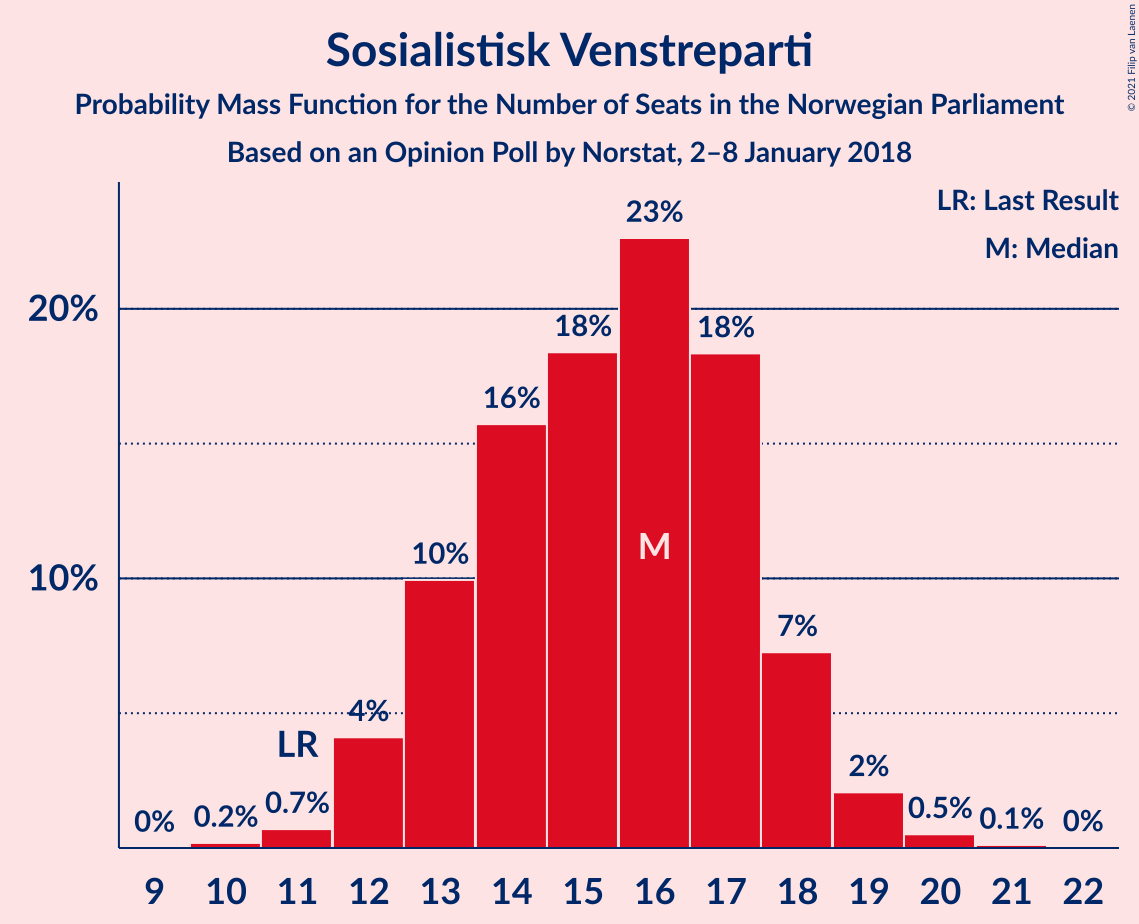 Sosialistisk Venstreparti
Probability Mass Function for the Number of Seats in the Norwegian Parliament
Based on an Opinion Poll by Norstat, 2–8 January 2018
© 2021 Filip van Laenen
LR: Last Result
M: Median
20%
10%
0%
0.2%
0.7%
LR
4%
10%
16%
18%
23%
M
18%
7%
2%
0.5%
0.1%
0%
9 10 11 12 13 14 15 16 17 18 19 20 21 22